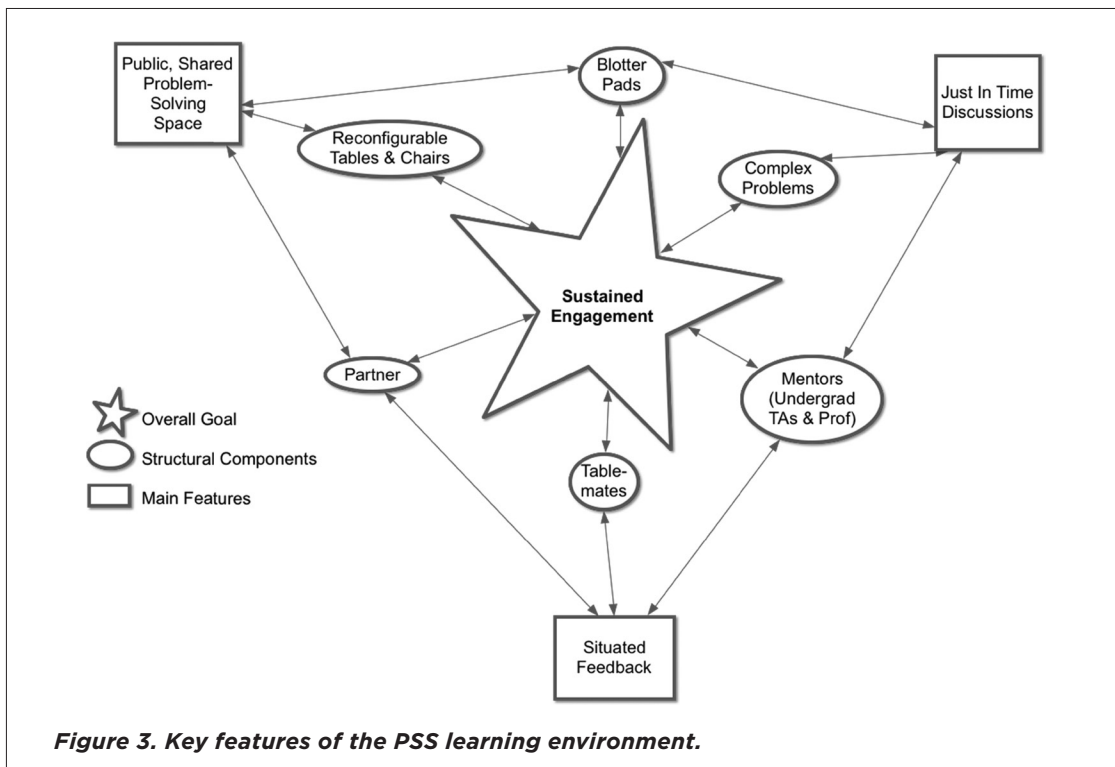 Public, Shared
Problem-
Solving
Space
Blotter
Pads
Just In Time
Discussions
Reconfigurable
Tables & Chairs
Complex
Problems
Sustained
Engagement
Partner
Mentors
(Undergrad
TAs & Prof)
Overall Goal
Structural Components
Main Features
Table-
mates
Situated
Feedback
Figure 3. Key features of the PSS learning environment.